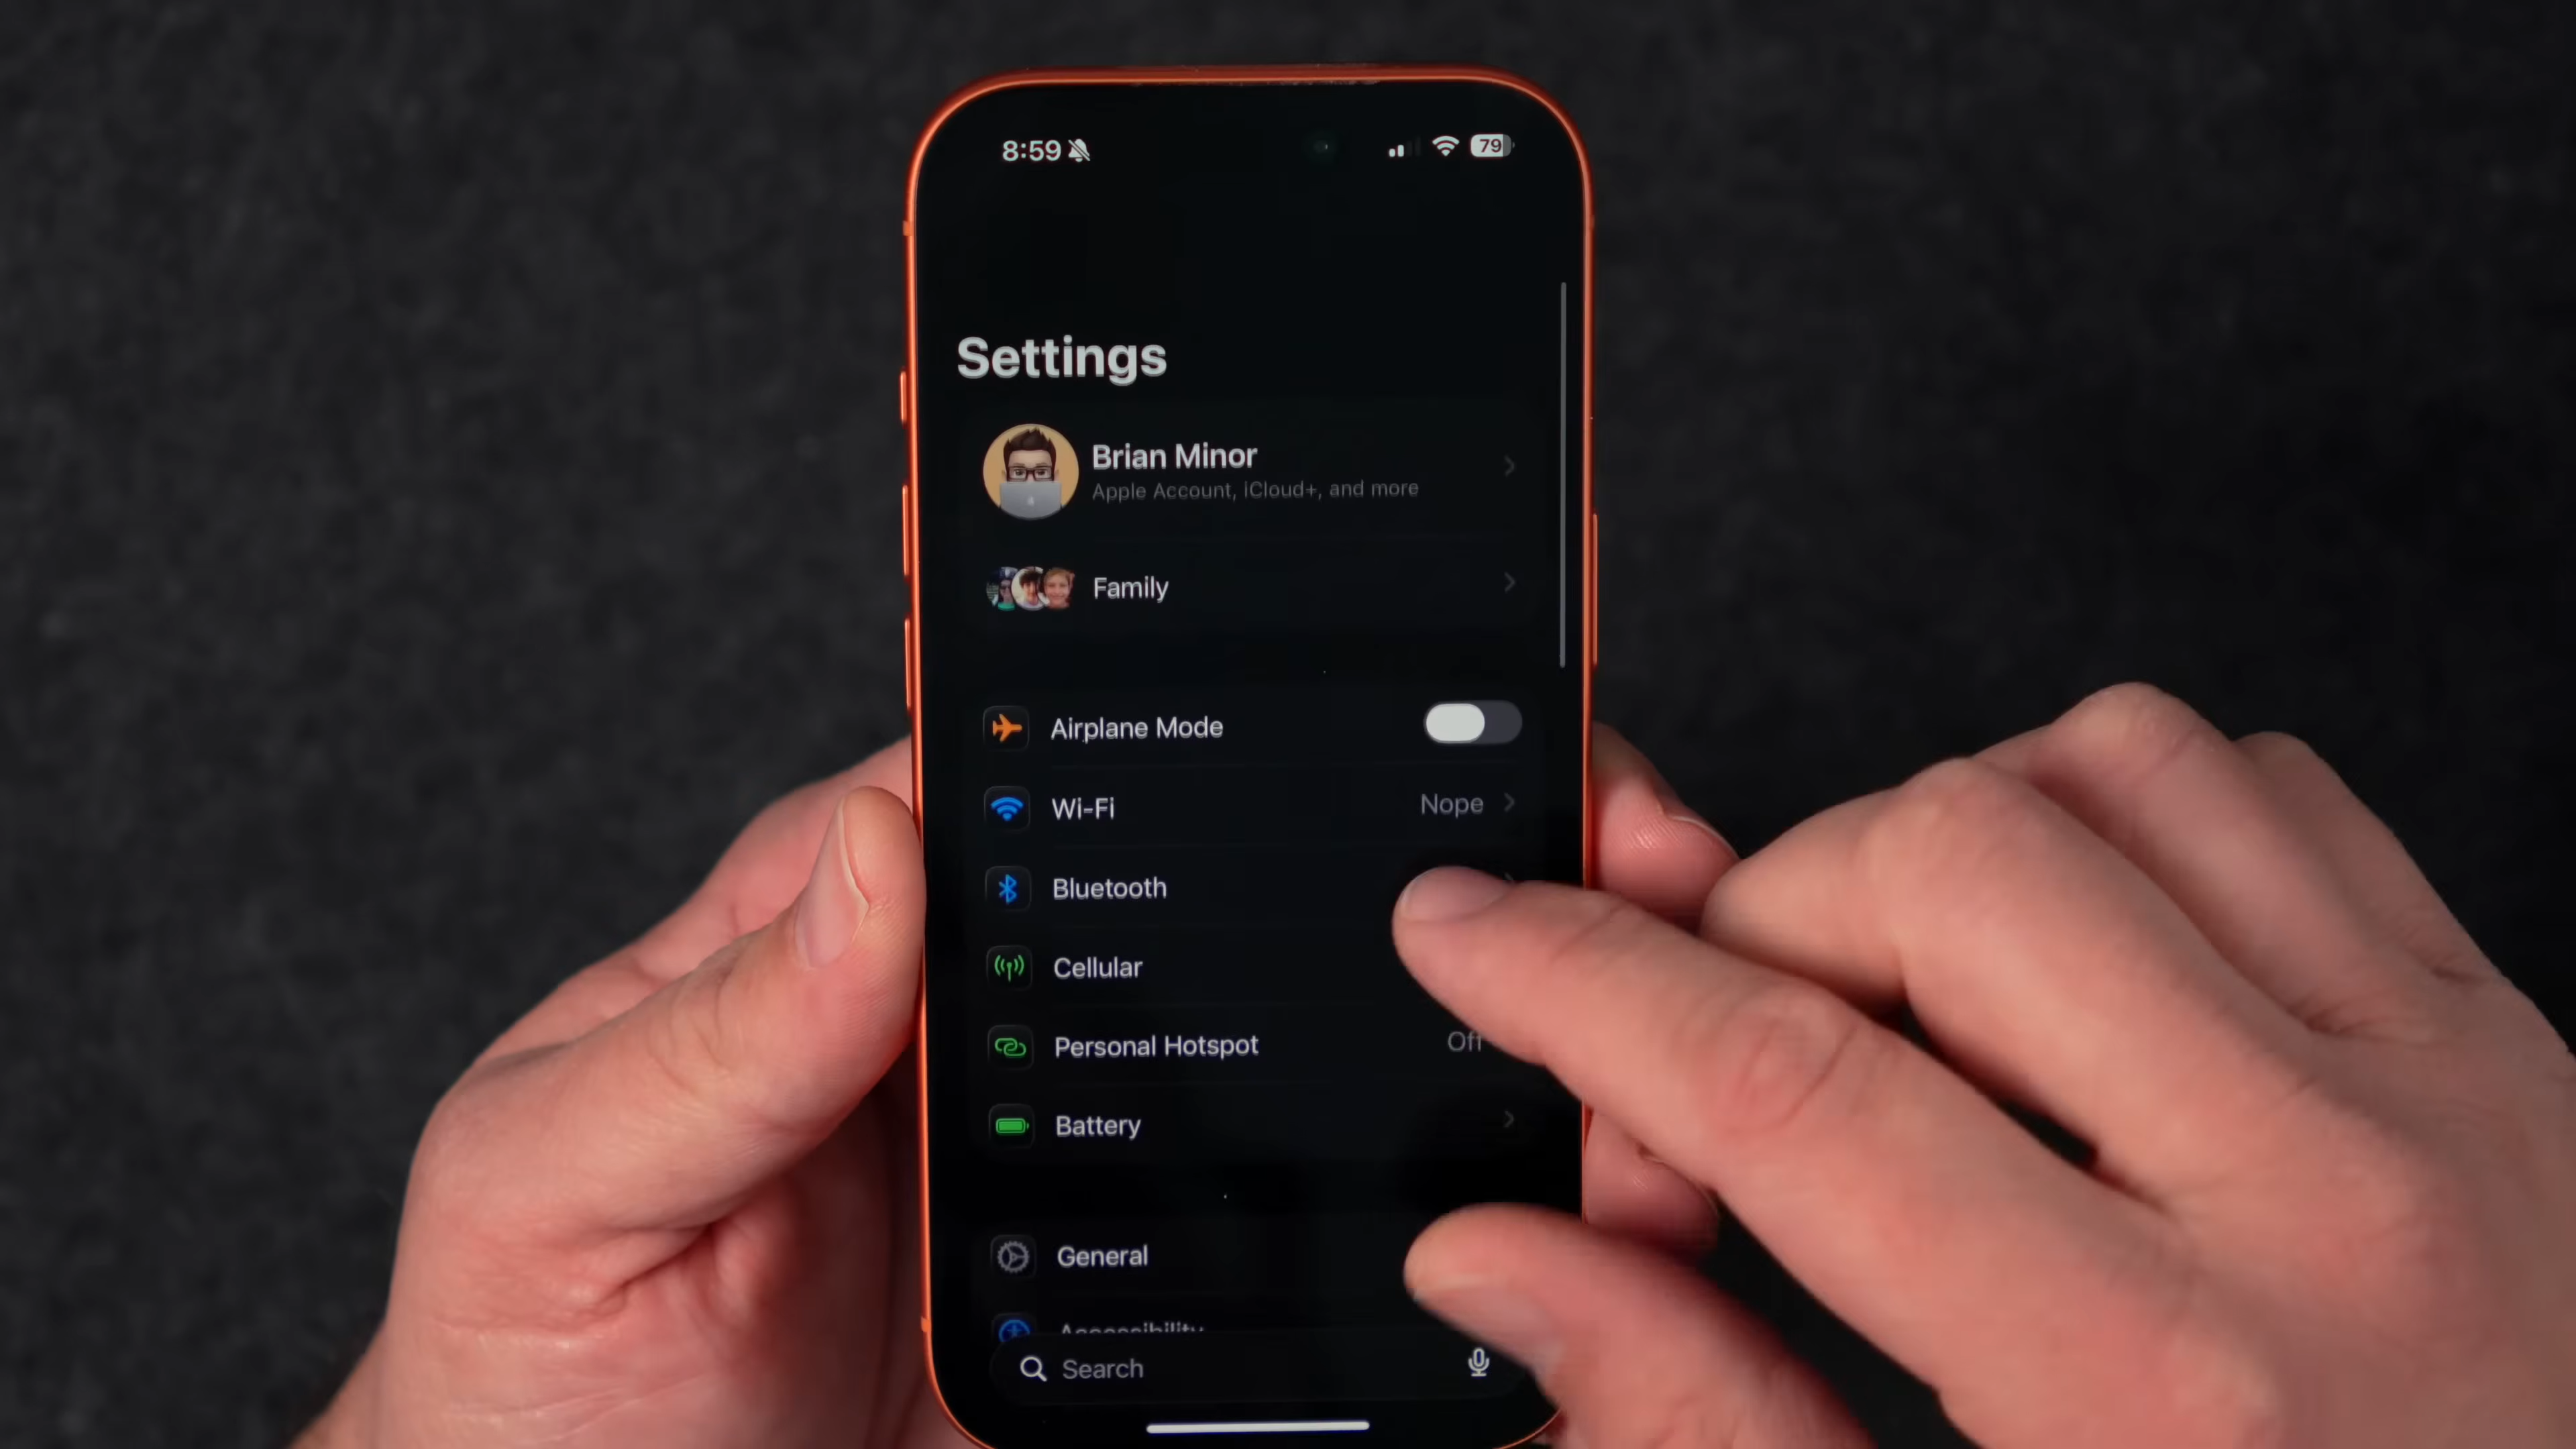 8:59
79
Settings
Brian Minor
Apple Account, iCloud+, and more
Family
Airplane Mode
Wi-Fi Nope
Bluetooth
Cellular
Personal Hotspot Off
Battery
General
Accessibility
Search